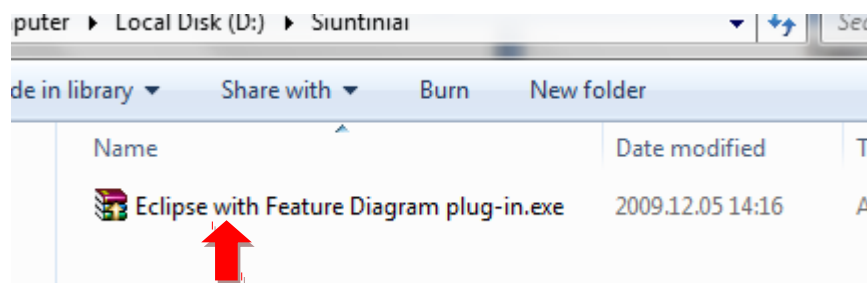 puter ▸ Local Disk (D:) ▸ Siuntiniai
de in library Share with Burn New folder
Name Date modified
Eclipse with Feature Diagram plug-in.exe 2009.12.05 14:16